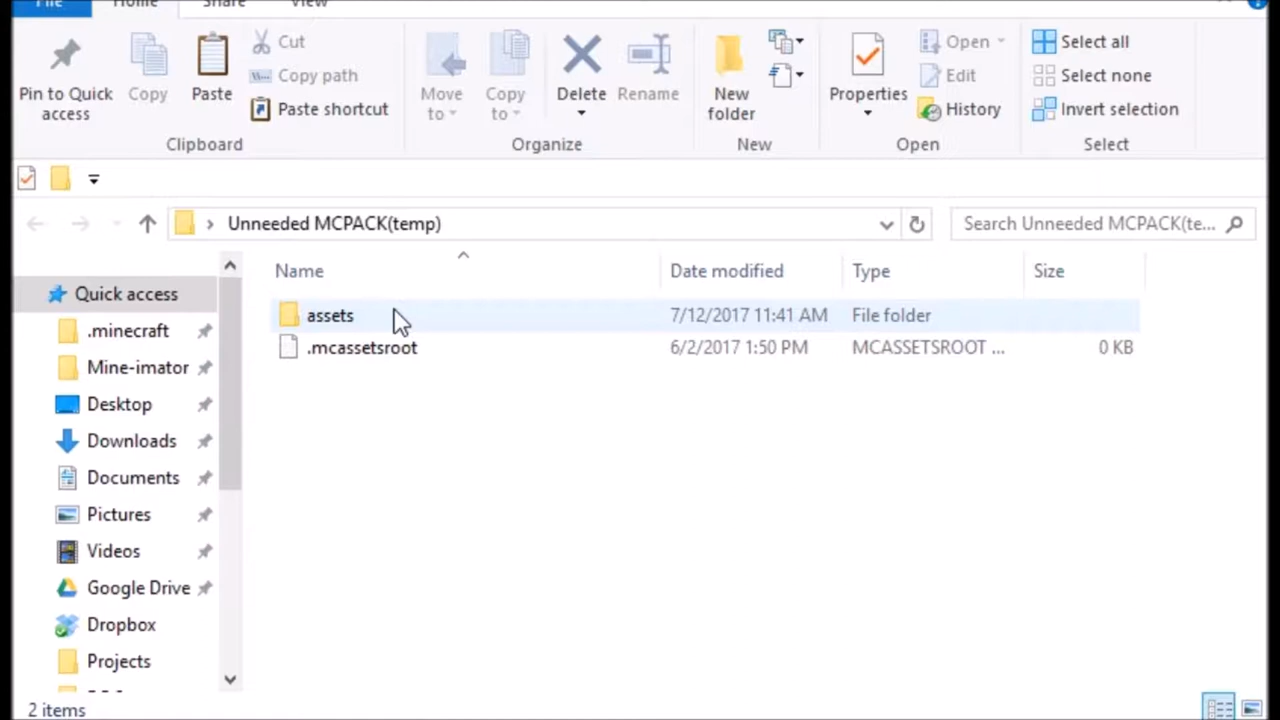 File Home Share View
Pin to Quick access
Copy
Paste
Cut
Copy path
Paste shortcut
Clipboard
Move to
Copy to
Delete
Rename
Organize
New folder
New
Properties
Open
Edit
History
Open
Select all
Select none
Invert selection
Select
Unneeded MCPACK(temp)
Search Unneeded MCPACK(te...
Name Date modified Type Size
assets 7/12/2017 11:41 AM File folder
.mcassetsroot 6/2/2017 1:50 PM MCASSETSROOT ... 0 KB
Quick access
.minecraft
Mine-imator
Desktop
Downloads
Documents
Pictures
Videos
Google Drive
Dropbox
Projects
2 items